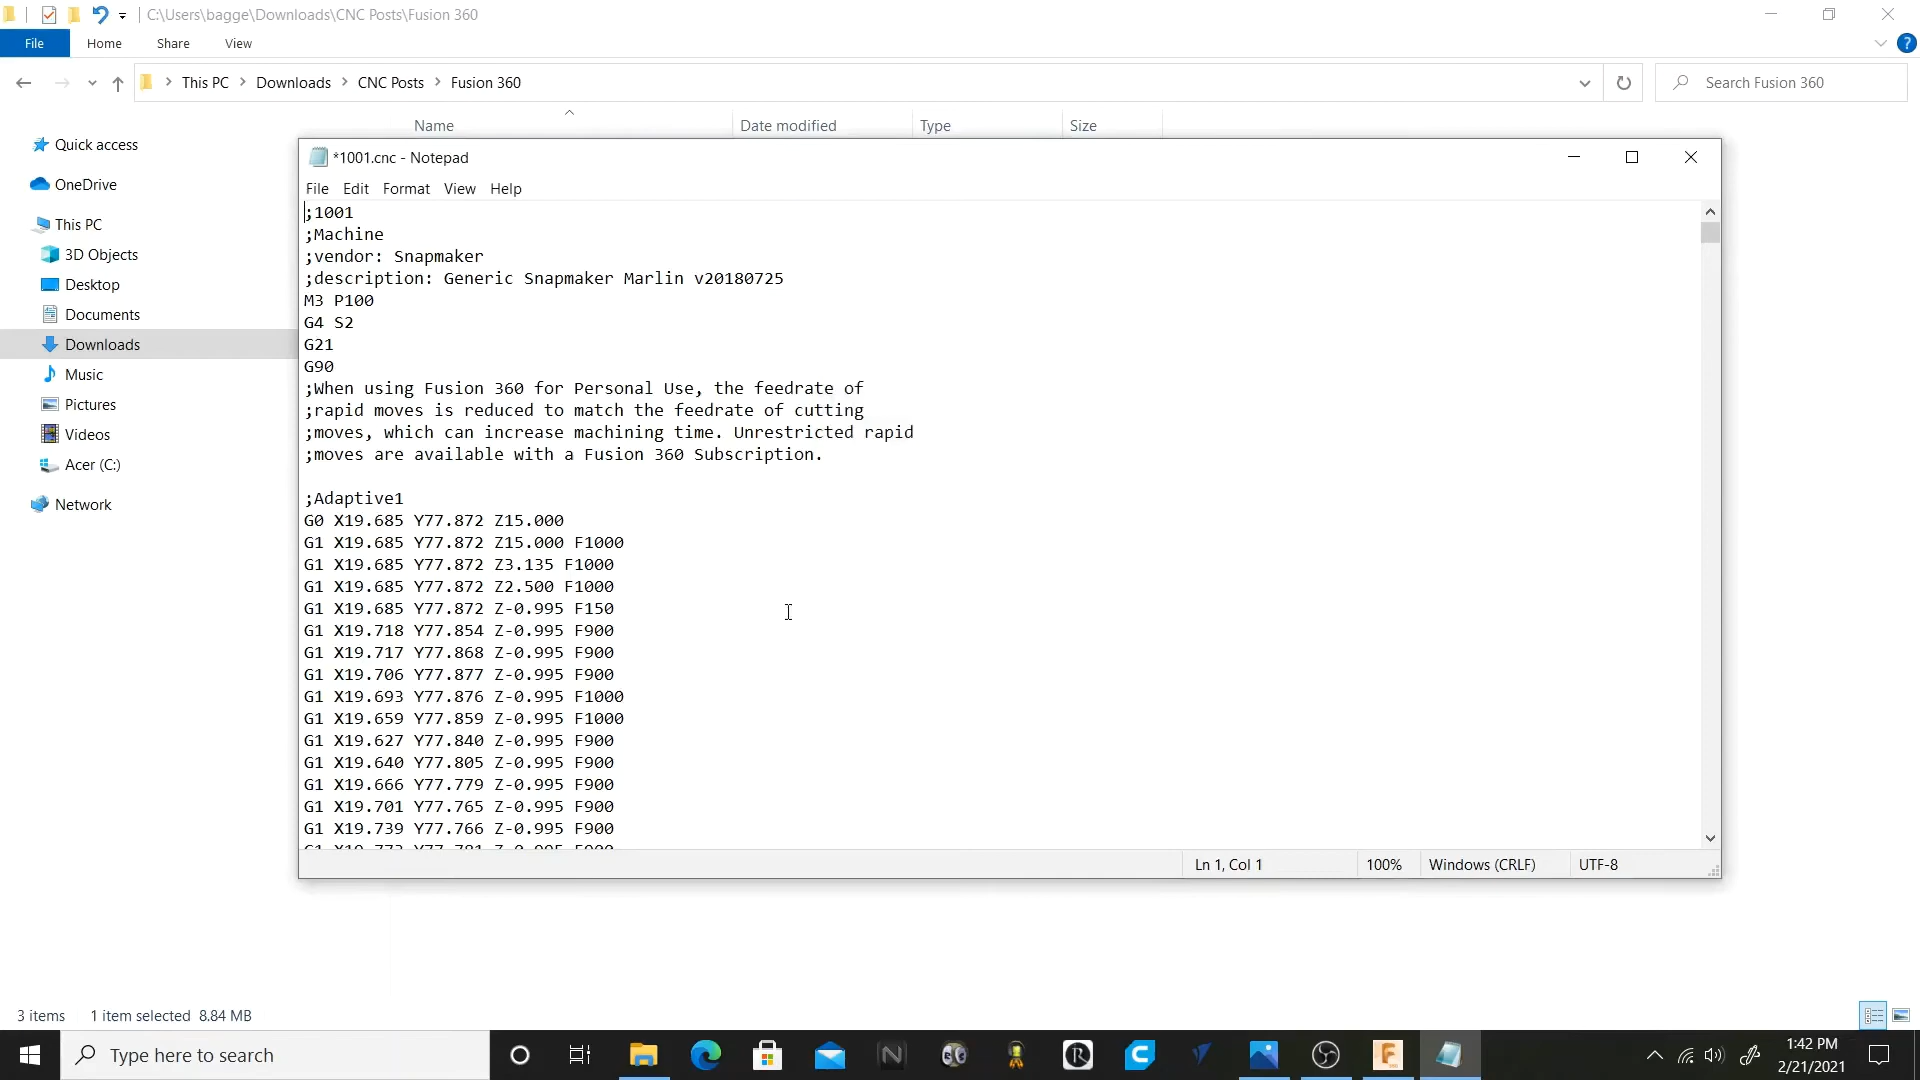 C:\Users\bagge\Downloads\CNC Posts\Fusion 360
File Home Share View
This PC Downloads CNC Posts Fusion 360
Search Fusion 360
Name Date modified Type Size
Quick access
OneDrive
This PC
3D Objects
Desktop
Documents
Downloads
Music
Pictures
Videos
Acer (C:)
Network
*1001.cnc - Notepad
File Edit Format View Help
;1001
;Machine
;vendor: Snapmaker
;description: Generic Snapmaker Marlin v20180725
M3 P100
G4 S2
G21
G90
;When using Fusion 360 for Personal Use, the feedrate of
;rapid moves is reduced to match the feedrate of cutting
;moves, which can increase machining time. Unrestricted rapid
;moves are available with a Fusion 360 Subscription.
;Adaptive1
G0 X19.685 Y77.872 Z15.000
G1 X19.685 Y77.872 Z15.000 F1000
G1 X19.685 Y77.872 Z3.135 F1000
G1 X19.685 Y77.872 Z2.500 F1000
G1 X19.685 Y77.872 Z-0.995 F150
G1 X19.718 Y77.854 Z-0.995 F900
G1 X19.717 Y77.868 Z-0.995 F900
G1 X19.706 Y77.877 Z-0.995 F900
G1 X19.693 Y77.876 Z-0.995 F1000
G1 X19.659 Y77.859 Z-0.995 F1000
G1 X19.627 Y77.840 Z-0.995 F900
G1 X19.640 Y77.805 Z-0.995 F900
G1 X19.666 Y77.779 Z-0.995 F900
G1 X19.701 Y77.765 Z-0.995 F900
G1 X19.739 Y77.766 Z-0.995 F900
Ln 1, Col 1 100% Windows (CRLF) UTF-8
3 items 1 item selected 8.84 MB
Type here to search
1:42 PM
2/21/2021